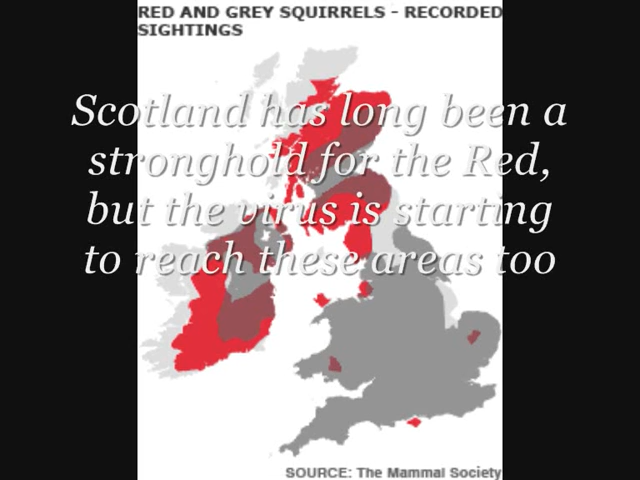 RED AND GREY SQUIRRELS - RECORDED
SIGHTINGS
Scotland has long been a
stronghold for the Red,
but the virus is starting
to reach these areas too
SOURCE: The Mammal Society